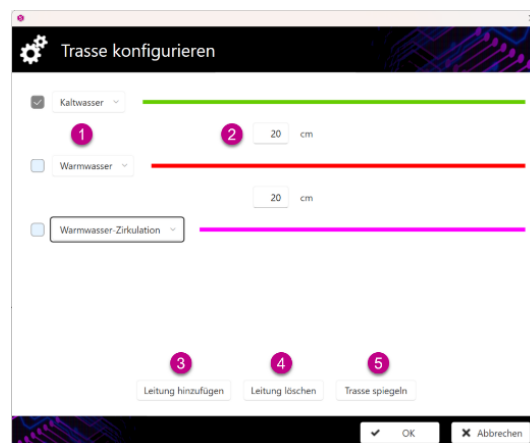 Trasse konfigurieren
Kaltwasser
1
2 20 cm
Warmwasser
20 cm
Warmwasser-Zirkulation
3 4 5
Leitung hinzufügen Leitung löschen Trasse spiegeln
OK Abbrechen